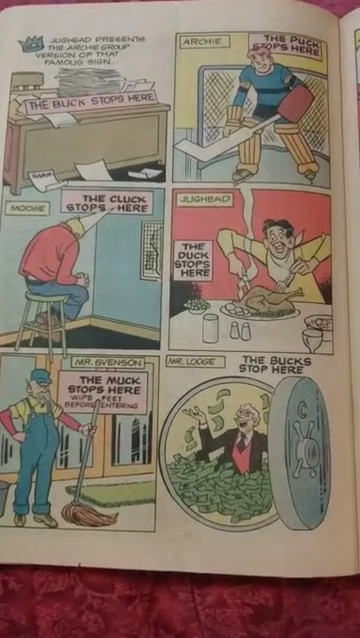 JUGHEAD PRESENTS
THE ARCHIE GROUP
VERSION OF THAT
FAMOUS SIGN...
THE BUCK STOPS HERE
ARCHIE
THE PUCK
STOPS HERE
MOOSE
THE CLUCK
STOPS HERE
JUGHEAD
THE
DUCK
STOPS
HERE
MR. SVENSON
THE MUCK
STOPS HERE
WIPE FEET
BEFORE ENTERING
MR. LODGE
THE BUCKS
STOP HERE